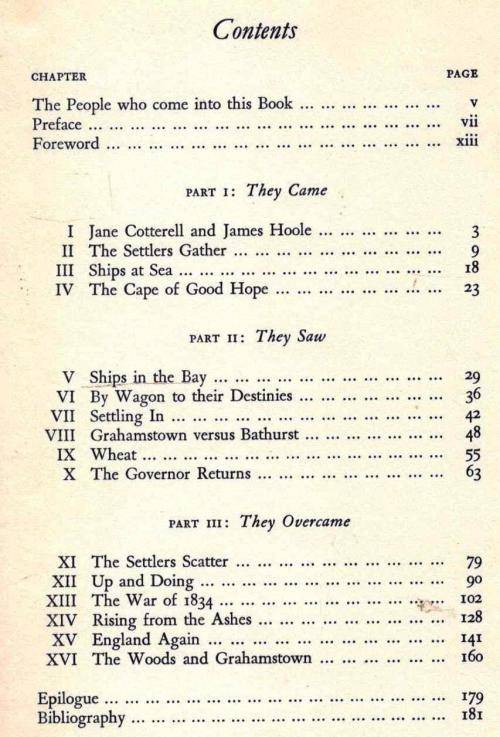 Contents
CHAPTER PAGE
The People who come into this Book ... ... ... ... ... ... ... v
Preface ... ... ... ... ... ... ... ... ... ... ... ... ... ... ... ... ... vii
Foreword ... ... ... ... ... ... ... ... ... ... ... ... ... ... ... ... xiii
PART I: They Came
I Jane Cotterell and James Hoole ... ... ... ... ... ... 3
II The Settlers Gather ... ... ... ... ... ... ... ... ... ... 9
III Ships at Sea ... ... ... ... ... ... ... ... ... ... ... ... ... 18
IV The Cape of Good Hope ... ... ... ... ... ... ... ... 23
PART II: They Saw
V Ships in the Bay ... ... ... ... ... ... ... ... ... ... ... 29
VI By Wagon to their Destinies ... ... ... ... ... ... ... 36
VII Settling In ... ... ... ... ... ... ... ... ... ... ... ... ... 42
VIII Grahamstown versus Bathurst ... ... ... ... ... ... ... 48
IX Wheat ... ... ... ... ... ... ... ... ... ... ... ... ... ... ... 55
X The Governor Returns ... ... ... ... ... ... ... ... ... 63
PART III: They Overcame
XI The Settlers Scatter ... ... ... ... ... ... ... ... ... ... 79
XII Up and Doing ... ... ... ... ... ... ... ... ... ... ... ... 90
XIII The War of 1834 ... ... ... ... ... ... ... ... ... ... ... 102
XIV Rising from the Ashes ... ... ... ... ... ... ... ... ... 128
XV England Again ... ... ... ... ... ... ... ... ... ... ... 141
XVI The Woods and Grahamstown ... ... ... ... ... ... 160
Epilogue ... ... ... ... ... ... ... ... ... ... ... ... ... ... ... ... 179
Bibliography ... ... ... ... ... ... ... ... ... ... ... ... ... ... ... 181